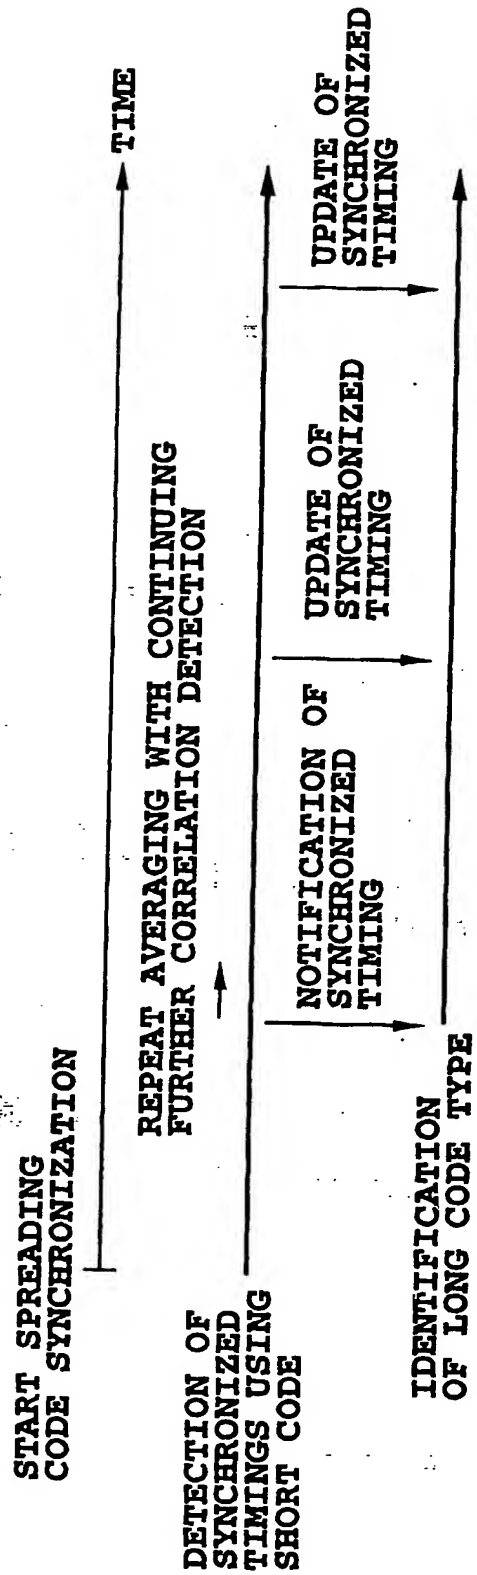 START SPREADING
CODE SYNCHRONIZATION
TIME
REPEAT AVERAGING WITH CONTINUING
FURTHER CORRELATION DETECTION
DETECTION OF
SYNCHRONIZED
TIMINGS USING
SHORT CODE
NOTIFICATION OF
SYNCHRONIZED
TIMING
UPDATE OF
SYNCHRONIZED
TIMING
UPDATE OF
SYNCHRONIZED
TIMING
IDENTIFICATION
OF LONG CODE TYPE